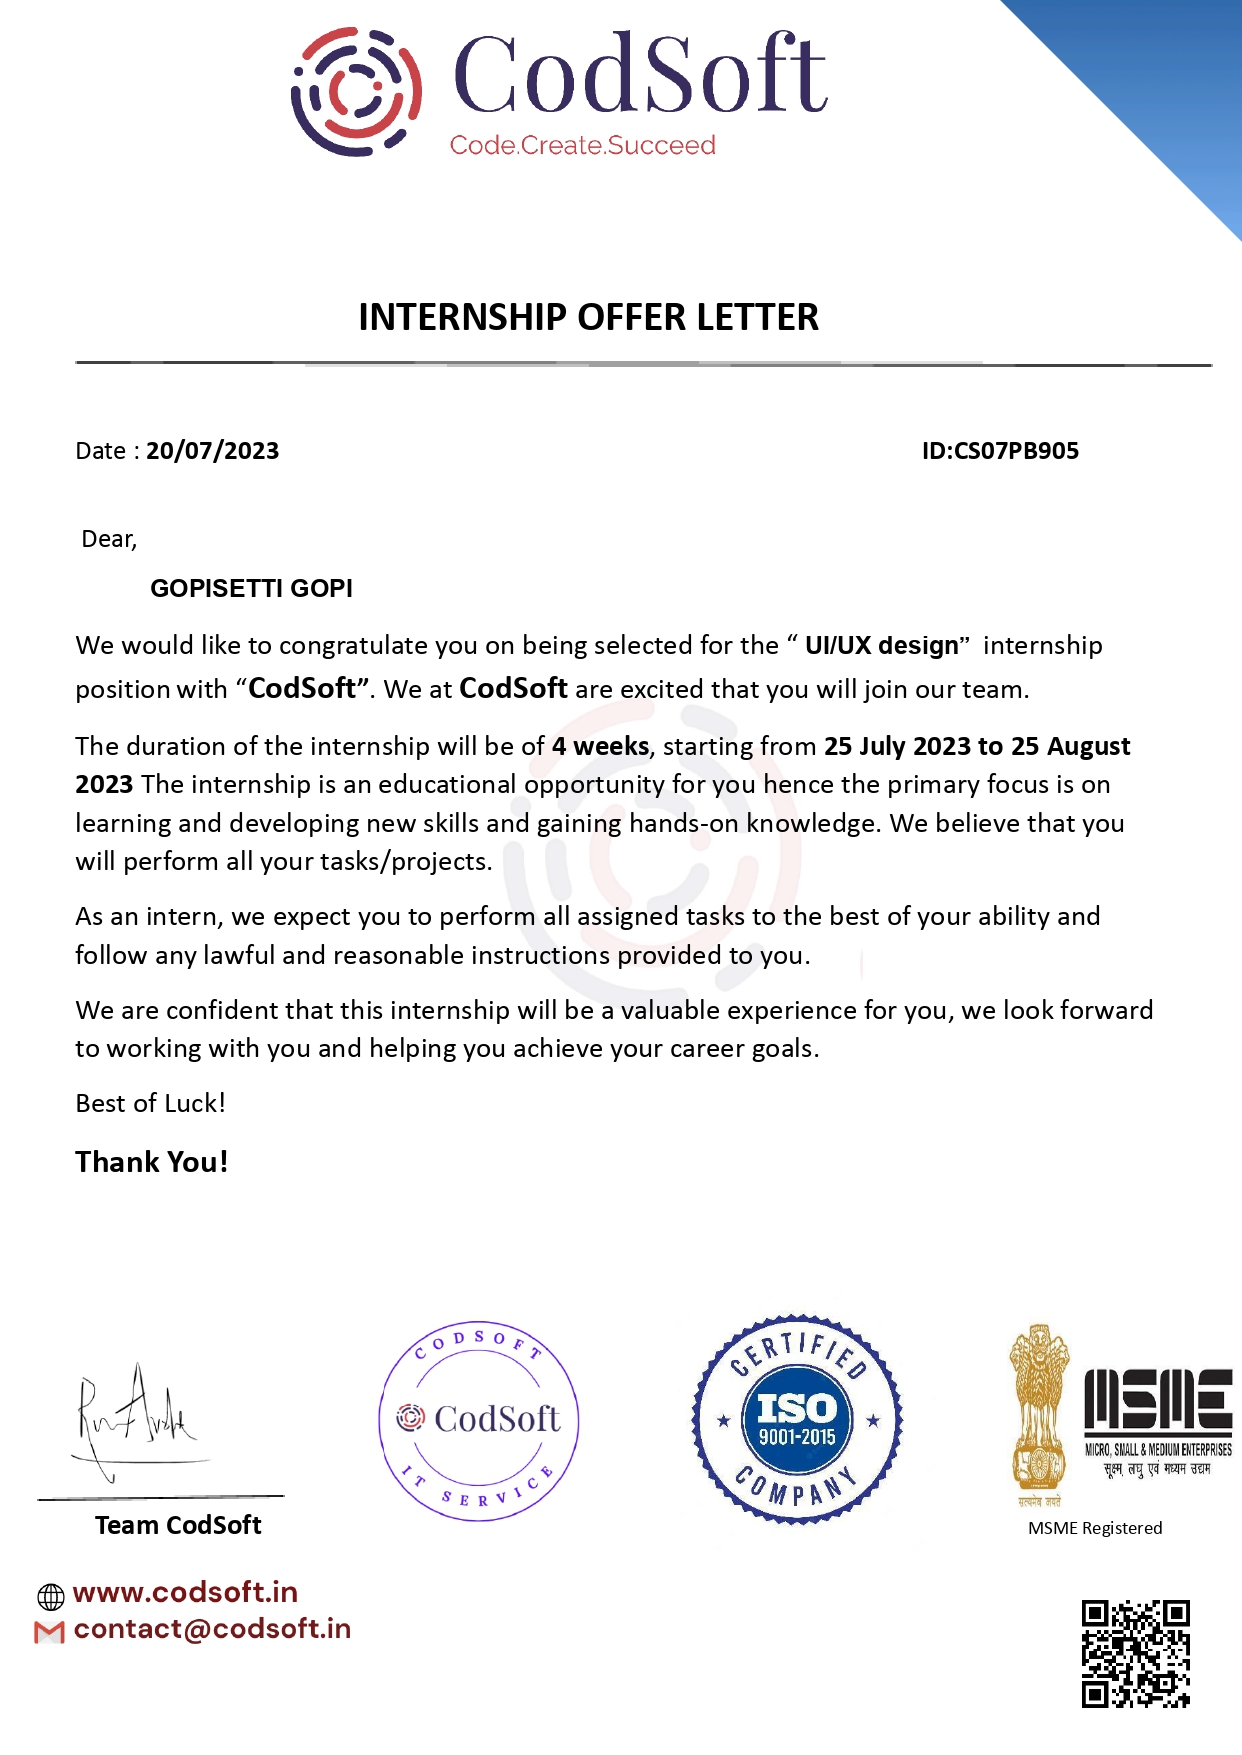 CodSoft
Code.Create.Succeed
INTERNSHIP OFFER LETTER
Date : 20/07/2023 ID:CS07PB905
Dear,
GOPISETTI GOPI
We would like to congratulate you on being selected for the “ UI/UX design” internship
position with “CodSoft”. We at CodSoft are excited that you will join our team.
The duration of the internship will be of 4 weeks, starting from 25 July 2023 to 25 August
2023 The internship is an educational opportunity for you hence the primary focus is on
learning and developing new skills and gaining hands-on knowledge. We believe that you
will perform all your tasks/projects.
As an intern, we expect you to perform all assigned tasks to the best of your ability and
follow any lawful and reasonable instructions provided to you.
We are confident that this internship will be a valuable experience for you, we look forward
to working with you and helping you achieve your career goals.
Best of Luck!
Thank You!
CODSOFT
CodSoft
IT SERVICE
CERTIFIED
ISO
9001-2015
COMPANY
MSME
MICRO, SMALL & MEDIUM ENTERPRISES
सूक्ष्म, लघु एवं मध्यम उद्यम
सत्यमेव जयते
Team CodSoft
MSME Registered
www.codsoft.in
contact@codsoft.in